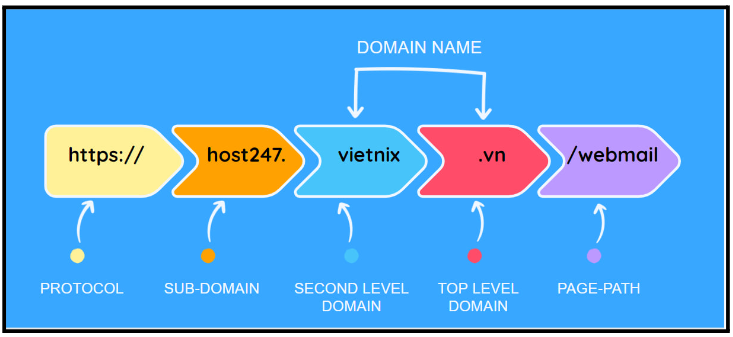 DOMAIN NAME
https:// host247. vietnix .vn /webmail
PROTOCOL
SUB-DOMAIN
SECOND LEVEL
DOMAIN
TOP LEVEL
DOMAIN
PAGE-PATH